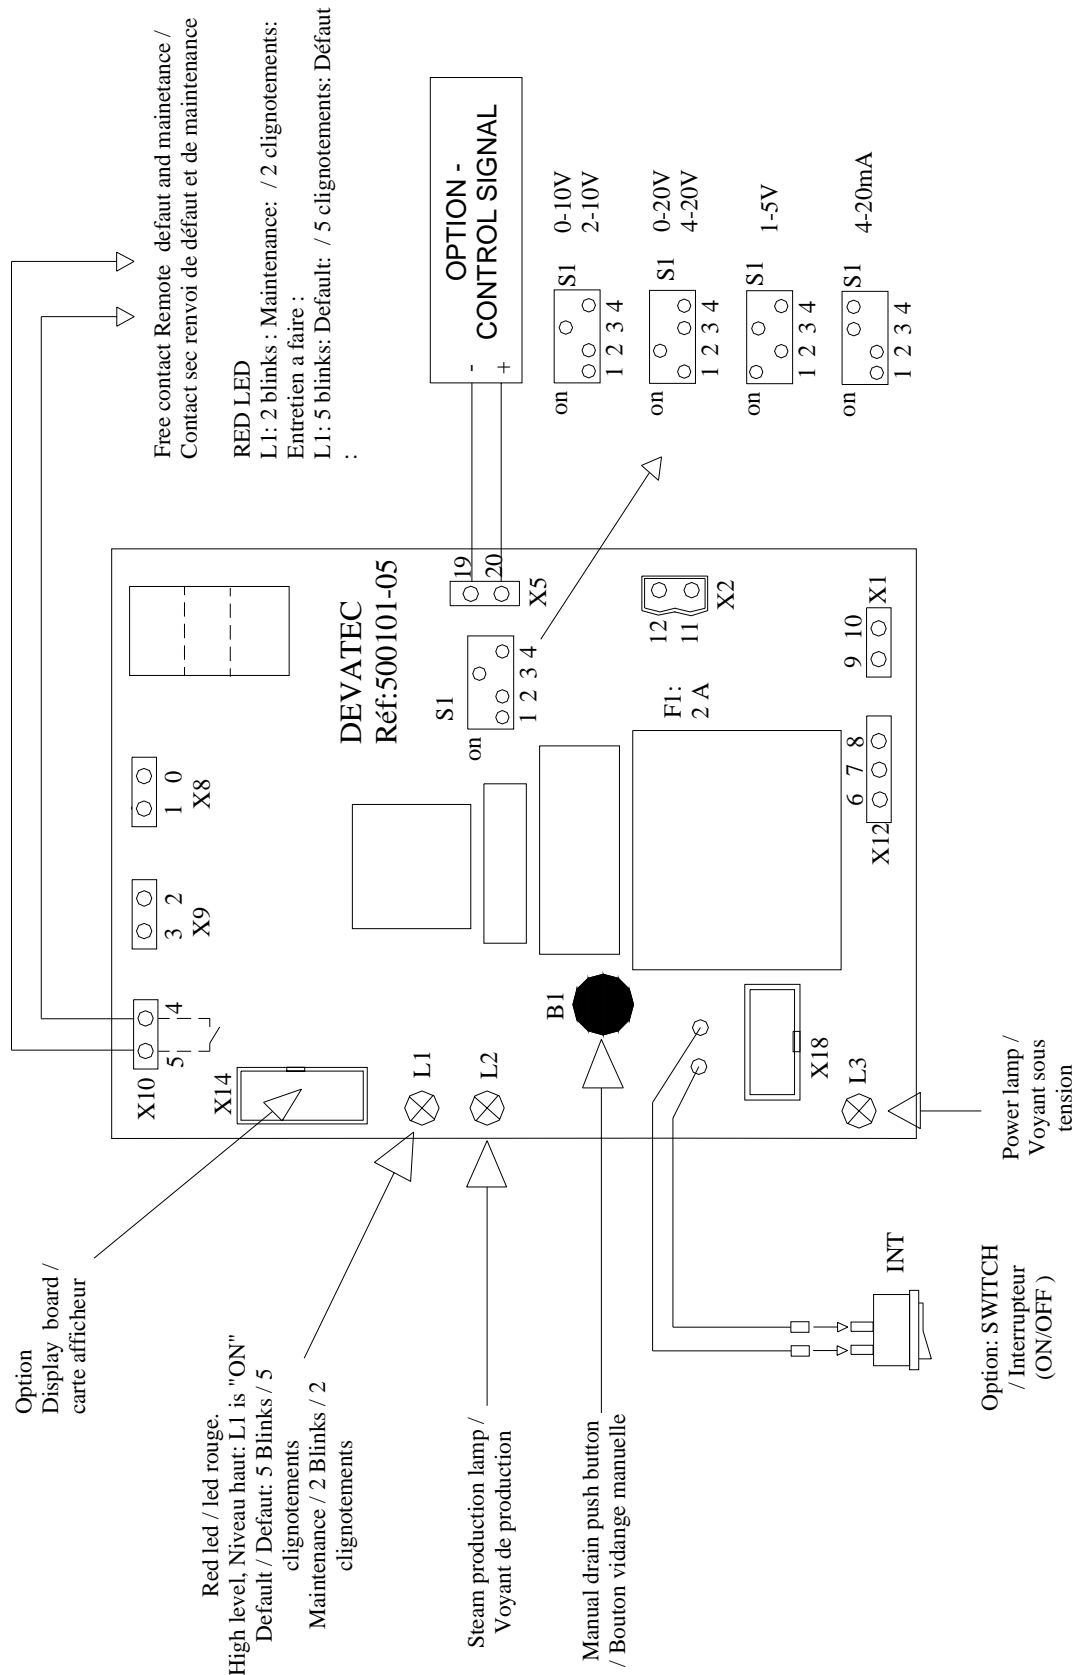 Free contact Remote defaut and mainetance /
Contact sec renvoi de défaut et de maintenance
RED LED
L1: 2 blinks : Maintenance: / 2 clignotements:
Entretien a faire :
L1: 5 blinks: Default: / 5 clignotements: Défaut
:
OPTION -
CONTROL SIGNAL
-
+
on
S1
1 2 3 4
0-10V
2-10V
on
S1
1 2 3 4
0-20V
4-20V
on
S1
1 2 3 4
1-5V
on
S1
1 2 3 4
4-20mA
X10
5 4
3 2
X9
1 0
X8
X14
DEVATEC
Réf:500101-05
S1
on
1 2 3 4
19
20
X5
L1
L2
B1
F1:
2 A
12
11
X2
X18
L3
X12
6 7 8
9 10
X1
Option
Display board /
carte afficheur
Red led / led rouge.
High level, Niveau haut: L1 is "ON"
Default / Defaut: 5 Blinks / 5
clignotements
Maintenance / 2 Blinks / 2
clignotements
Steam production lamp /
Voyant de production
Manual drain push button
/ Bouton vidange manuelle
INT
Option: SWITCH
/ Interrupteur
(ON/OFF )
Power lamp /
Voyant sous
tension